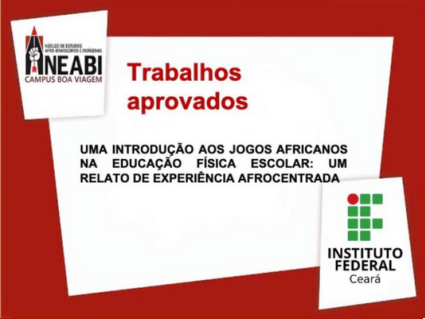 NÚCLEO DE ESTUDOS
AFRO-BRASILEIROS E INDÍGENAS
NEABI
CAMPUS BOA VIAGEM
Trabalhos
aprovados
UMA INTRODUÇÃO AOS JOGOS AFRICANOS
NA EDUCAÇÃO FÍSICA ESCOLAR: UM
RELATO DE EXPERIÊNCIA AFROCENTRADA
INSTITUTO
FEDERAL
Ceará